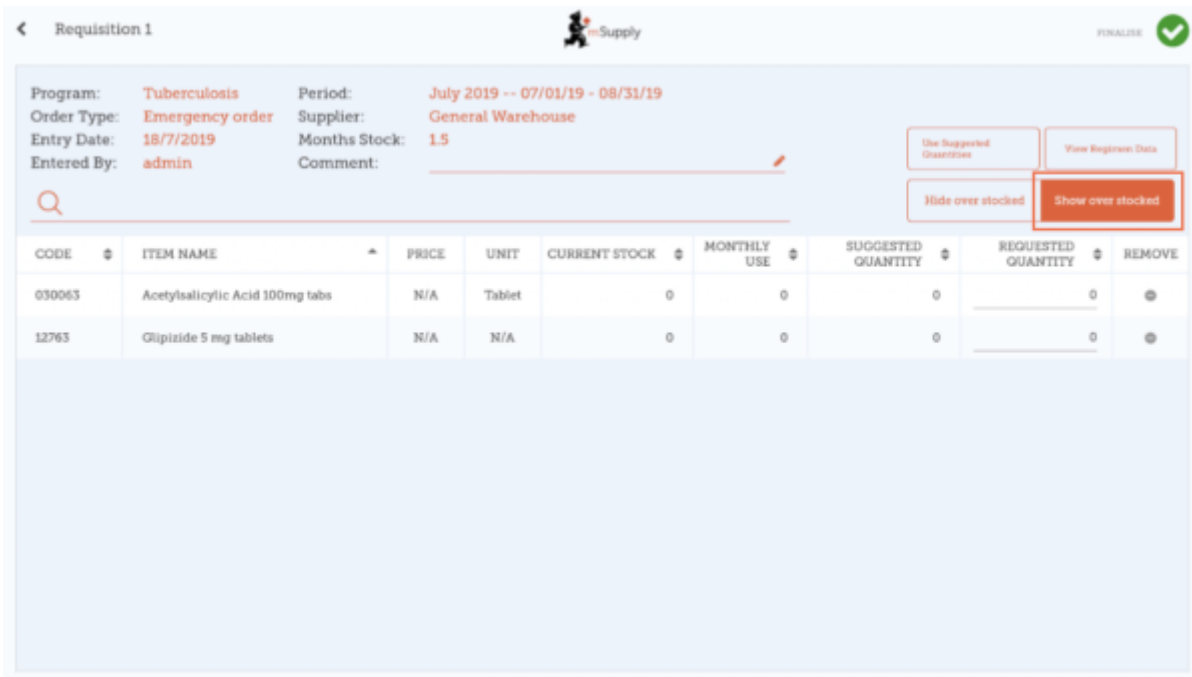 Requisition 1
mSupply
FINALISE
Program: Tuberculosis Period: July 2019 -- 07/01/19 - 08/31/19
Order Type: Emergency order Supplier: General Warehouse
Entry Date: 18/7/2019 Months Stock: 1.5
Entered By: admin Comment:
Use Suggested
Quantities
View Regimen Data
Hide over stocked Show over stocked
CODE ITEM NAME PRICE UNIT CURRENT STOCK MONTHLY USE SUGGESTED QUANTITY REQUESTED QUANTITY REMOVE
030063 Acetylsalicylic Acid 100mg tabs N/A Tablet 0 0 0 0
12763 Glipizide 5 mg tablets N/A N/A 0 0 0 0